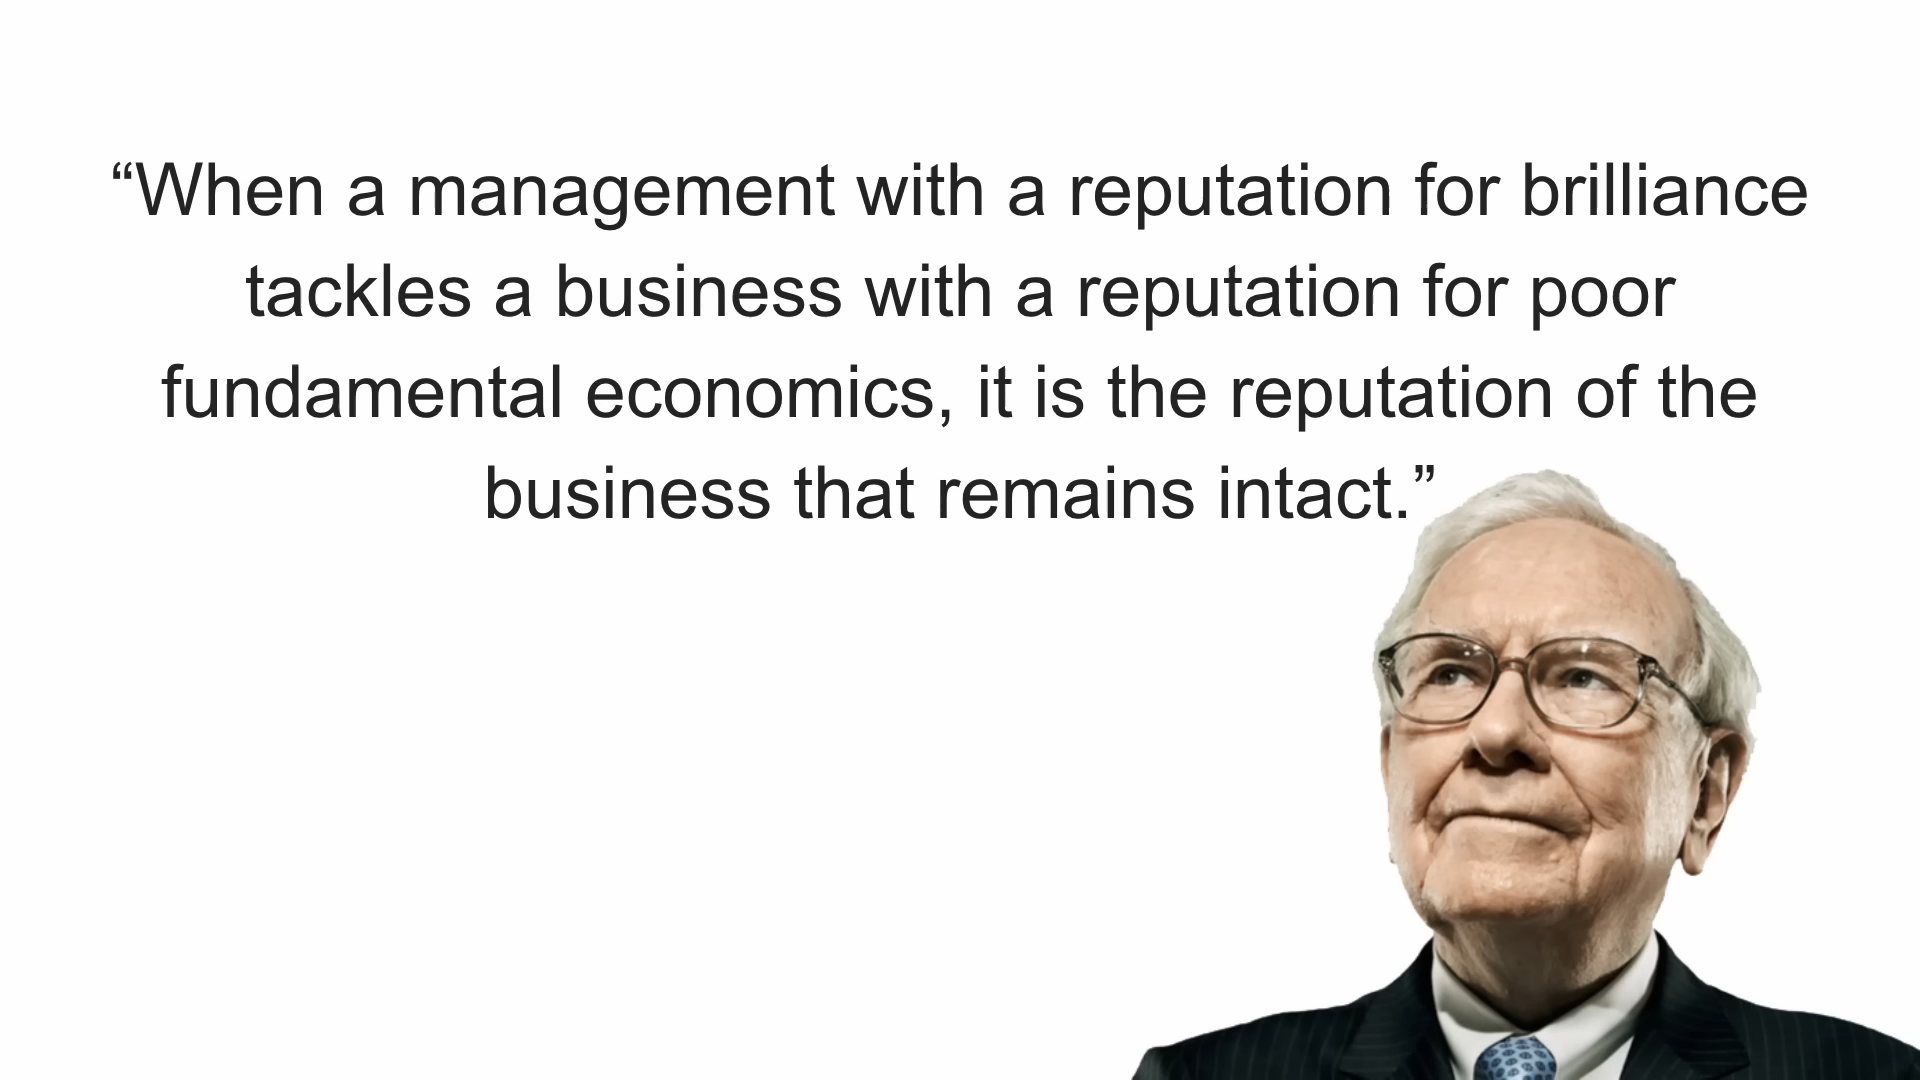 “When a management with a reputation for brilliance
tackles a business with a reputation for poor
fundamental economics, it is the reputation of the
business that remains intact.”